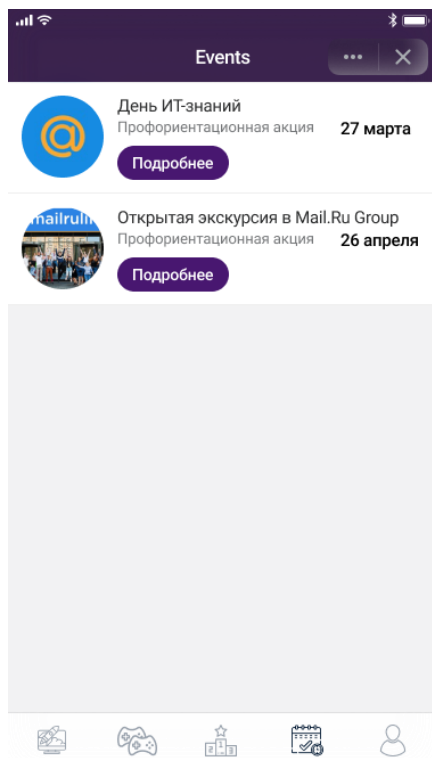 Events
День ИТ-знаний
Профориентационная акция
27 марта
Подробнее
mailru
Открытая экскурсия в Mail.Ru Group
Профориентационная акция
26 апреля
Подробнее